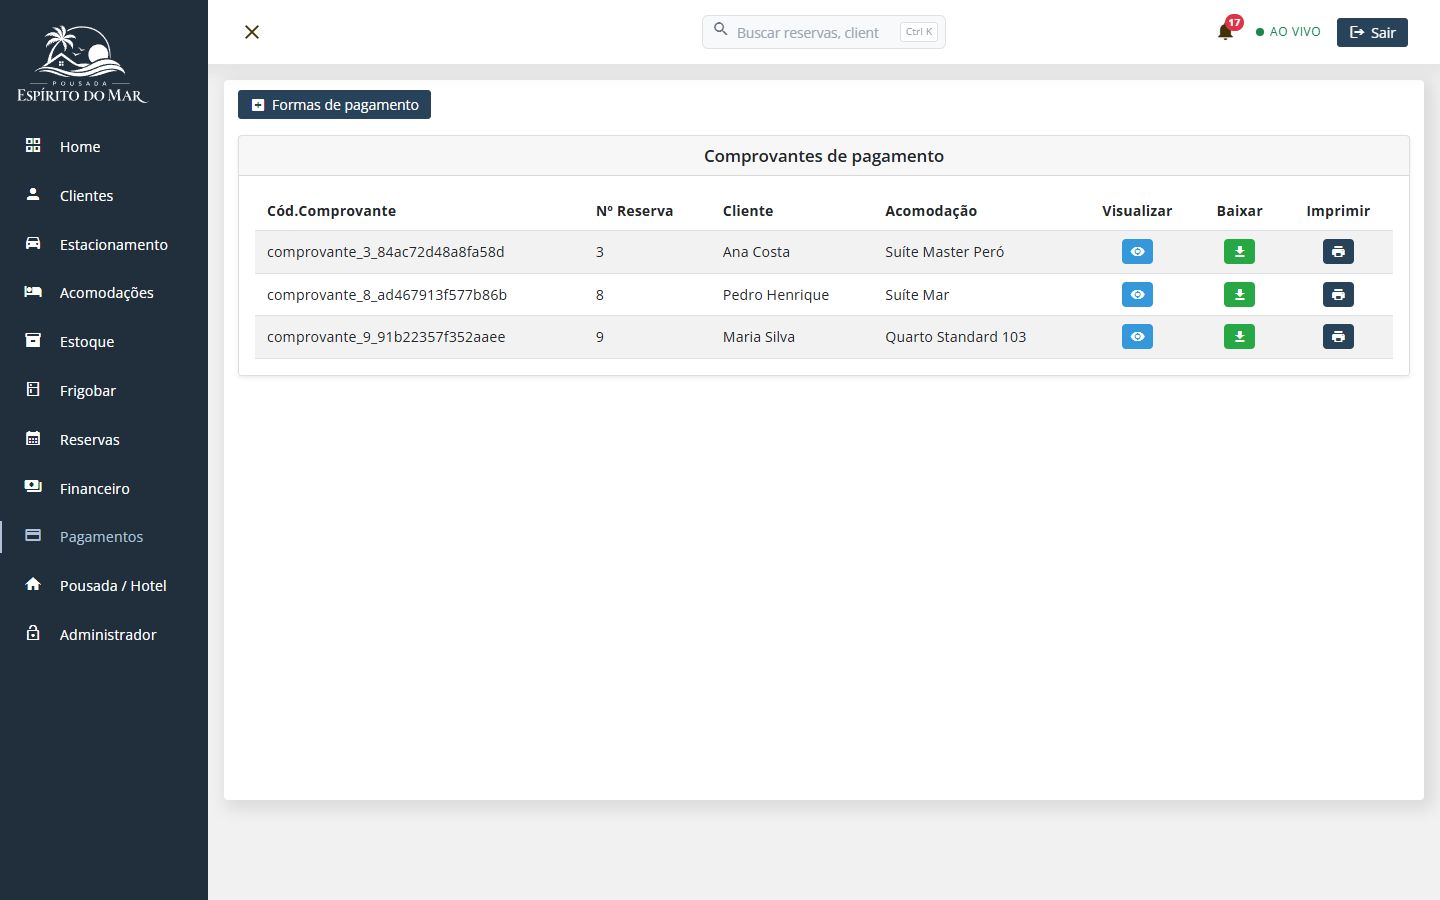 POUSADA
ESPÍRITO DO MAR
Home
Clientes
Estacionamento
Acomodações
Estoque
Frigobar
Reservas
Financeiro
Pagamentos
Pousada / Hotel
Administrador
Buscar reservas, client
Ctrl K
17
AO VIVO
Sair
Formas de pagamento
Comprovantes de pagamento
Cód.Comprovante Nº Reserva Cliente Acomodação Visualizar Baixar Imprimir
comprovante_3_84ac72d48a8fa58d 3 Ana Costa Suíte Master Peró
comprovante_8_ad467913f577b86b 8 Pedro Henrique Suíte Mar
comprovante_9_91b22357f352aaee 9 Maria Silva Quarto Standard 103